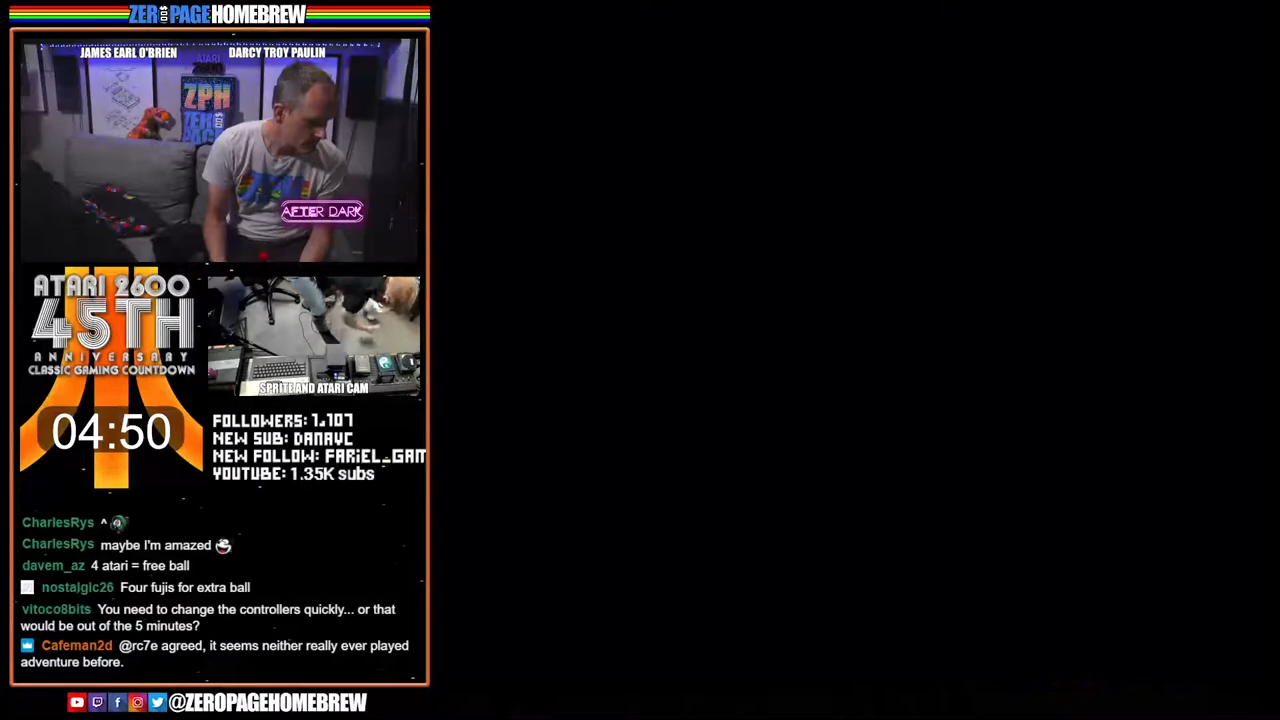 ZEROPAGEHOMEBREW
JAMES EARL O'BRIEN
DARCY TROY PAULIN
ATARI
ZPH
ZERO
PAGE
AFTER DARK
ATARI 2600
45TH
ANNIVERSARY
CLASSIC GAMING COUNTDOWN
04:50
SPRITE AND ATARI CAM
FOLLOWERS: 1,107
NEW SUB: DANAYC
NEW FOLLOW: FARIEL_GAM
YOUTUBE: 1.35K subs
CharlesRys ^
CharlesRys maybe I'm amazed
davem_az 4 atari = free ball
nostalgic26 Four fujis for extra ball
vitoco8bits You need to change the controllers quickly... or that
would be out of the 5 minutes?
Cafeman2d @rc7e agreed, it seems neither really ever played
adventure before.
@ZEROPAGEHOMEBREW